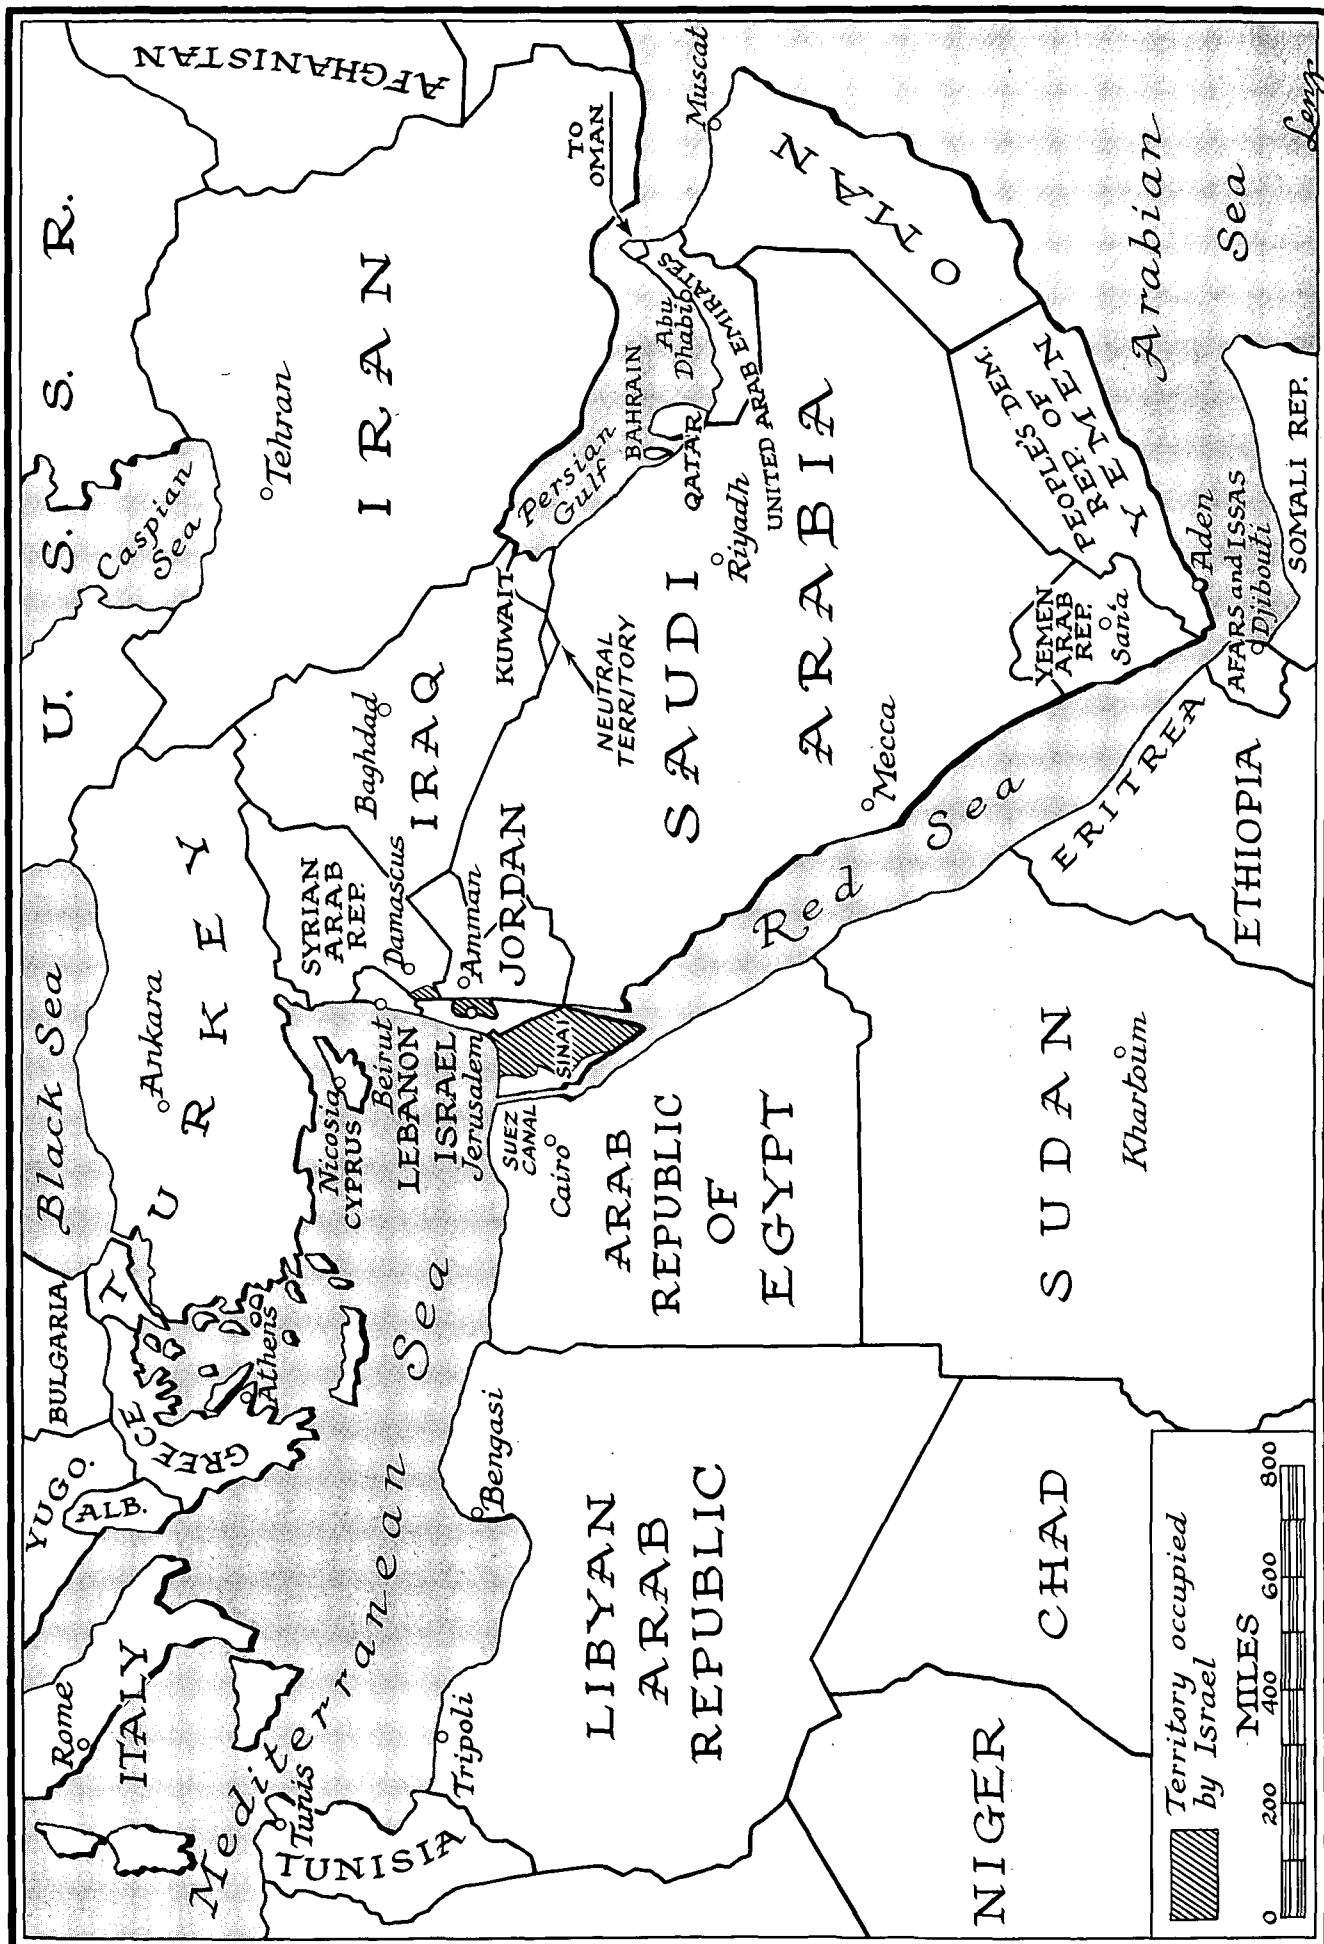 U. S. S. R.
AFGHANISTAN
Black Sea
Caspian
Sea
BULGARIA
YUGO.
ALB.
GREECE
Athens
T
TURKEY
Ankara
ITALY
Rome
Mediterranean Sea
Tunis
TUNISIA
Tripoli
Bengasi
LIBYAN
ARAB
REPUBLIC
NIGER
CHAD
Nicosia
CYPRUS
Beirut
LEBANON
ISRAEL
Jerusalem
SUEZ
CANAL
Cairo
SINAI
ARAB
REPUBLIC
OF
EGYPT
SUDAN
Khartoum
SYRIAN
ARAB
REP.
Damascus
Amman
JORDAN
Baghdad
IRAQ
KUWAIT
NEUTRAL
TERRITORY
Tehran
IRAN
Persian
Gulf
BAHRAIN
QATAR
Abu
Dhabi
UNITED ARAB EMIRATES
TO
OMAN
Muscat
OMAN
SAUDI
ARABIA
Riyadh
Mecca
Red Sea
YEMEN
ARAB
REP.
San'a
PEOPLE'S DEM.
REP. OF
YEMEN
Aden
Arabian
Sea
AFARS and ISSAS
Djibouti
SOMALI REP.
ERITREA
ETHIOPIA
Territory occupied
by Israel
MILES
0 200 400 600 800
Lenz